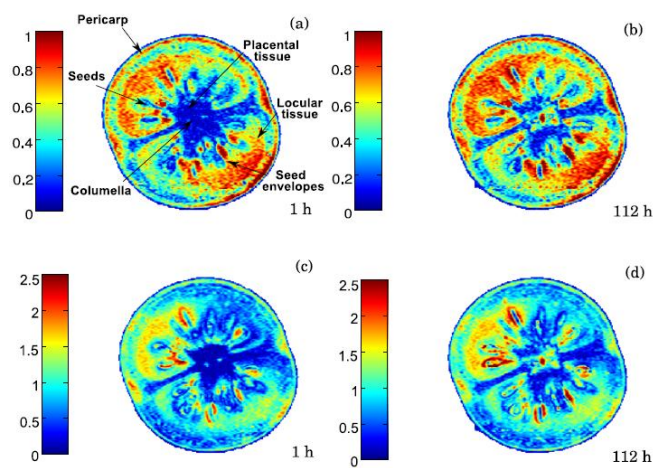 (a)
Pericarp
Placental
tissue
Seeds
Locular
tissue
Columella
Seed
envelopes
1 h
1
0.8
0.6
0.4
0.2
0
(b)
112 h
1
0.8
0.6
0.4
0.2
0
(c)
1 h
2.5
2
1.5
1
0.5
0
(d)
112 h
2.5
2
1.5
1
0.5
0